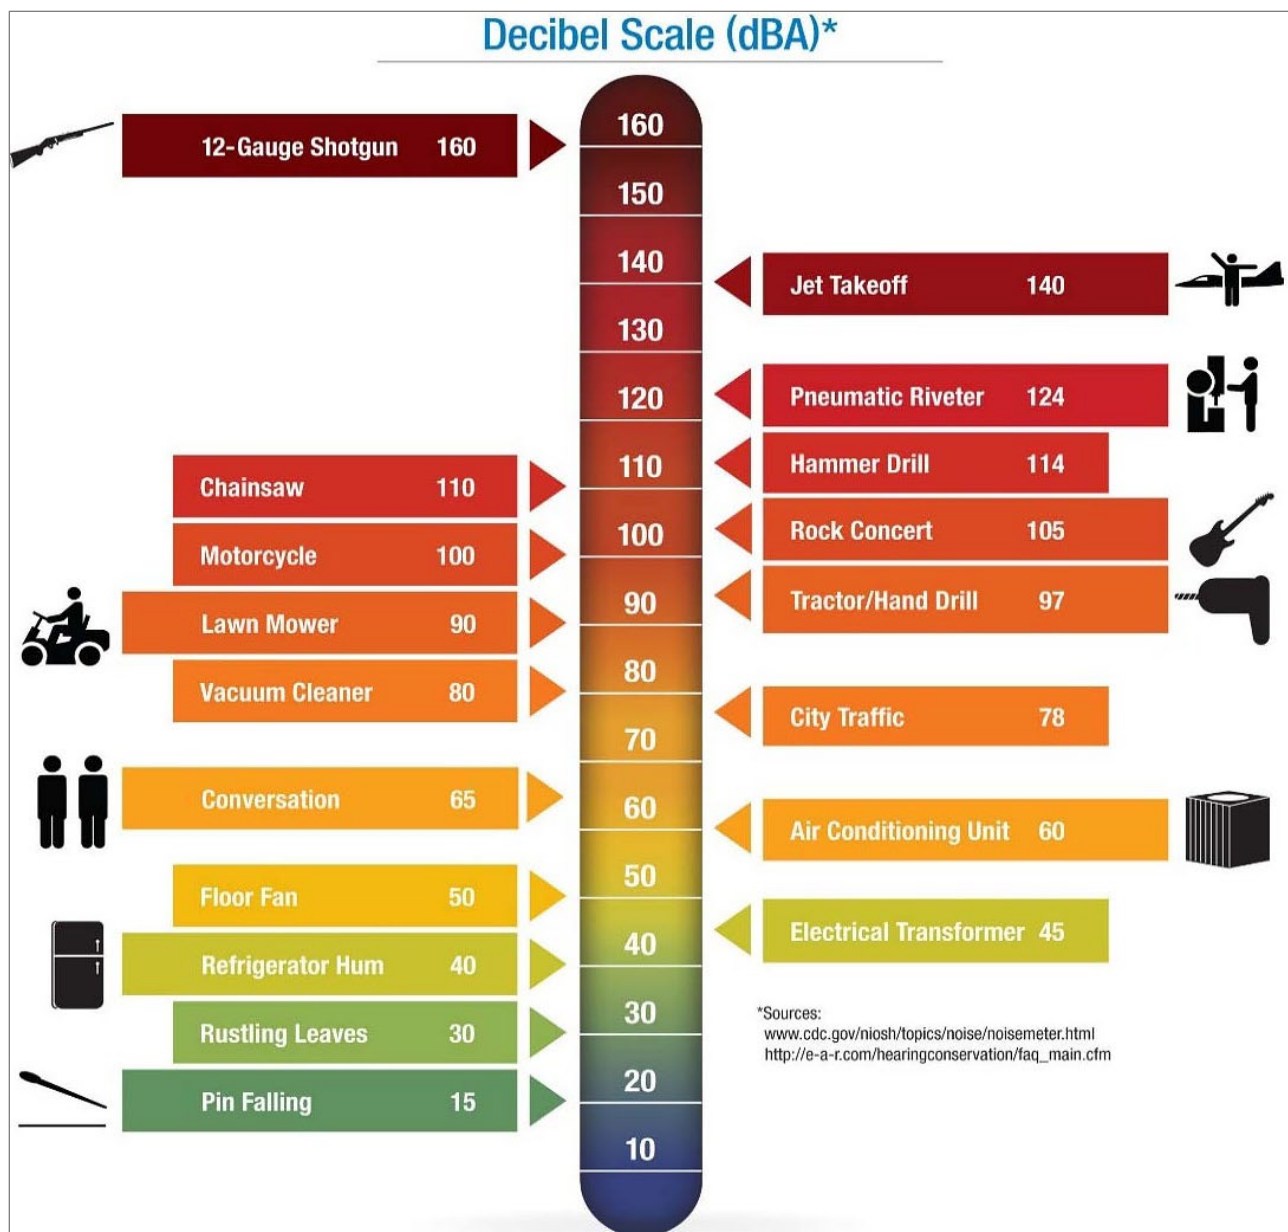 Decibel Scale (dBA)*
12-Gauge Shotgun 160
Chainsaw 110
Motorcycle 100
Lawn Mower 90
Vacuum Cleaner 80
Conversation 65
Floor Fan 50
Refrigerator Hum 40
Rustling Leaves 30
Pin Falling 15
160
150
140
130
120
110
100
90
80
70
60
50
40
30
20
10
Jet Takeoff 140
Pneumatic Riveter 124
Hammer Drill 114
Rock Concert 105
Tractor/Hand Drill 97
City Traffic 78
Air Conditioning Unit 60
Electrical Transformer 45
*Sources:
www.cdc.gov/niosh/topics/noise/noisemeter.html
http://e-a-r.com/hearingconservation/faq_main.cfm